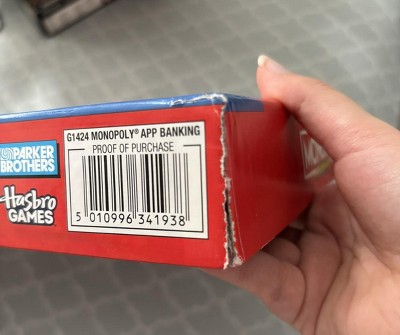 G1424 MONOPOLY® APP BANKING
PROOF OF PURCHASE
PARKER
BROTHERS
Hasbro
GAMES
5 010996 341938